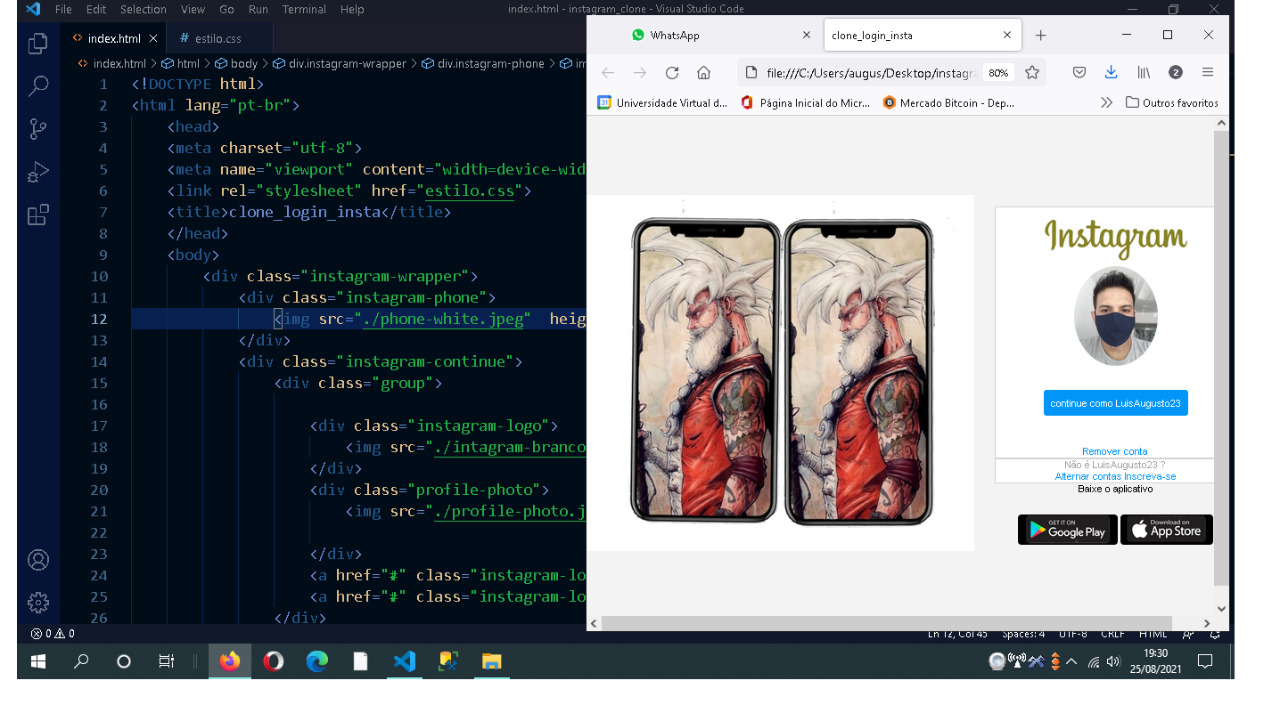 File Edit Selection View Go Run Terminal Help index.html - instagram_clone - Visual Studio Code
index.html # estilo.css
index.html > html > body > div.instagram-wrapper > div.instagram-phone >
1 <!DOCTYPE html>
2 <html lang="pt-br">
3 <head>
4 <meta charset="utf-8">
5 <meta name="viewport" content="width=device-wid
6 <link rel="stylesheet" href="estilo.css">
7 <title>clone_login_insta</title>
8 </head>
9 <body>
10 <div class="instagram-wrapper">
11 <div class="instagram-phone">
12 <img src="./phone-white.jpeg" heig
13 </div>
14 <div class="instagram-continue">
15 <div class="group">
16
17 <div class="instagram-logo">
18 <img src="./intagram-branco
19 </div>
20 <div class="profile-photo">
21 <img src="./profile-photo.j
22
23 </div>
24 <a href="#" class="instagram-lo
25 <a href="#" class="instagram-lo
26 </div>
0 0
Ln 12, Col 45 Spaces: 4 UTF-8 CRLF HTML
WhatsApp clone_login_insta
file:///C:/Users/augus/Desktop/instagr 80% 2
31 Universidade Virtual d... Página Inicial do Micr... Mercado Bitcoin - Dep... Outros favoritos
Instagram
continue como LuisAugusto23
Remover conta
Não é LuisAugusto23 ?
Alternar contas Inscreva-se
Baixe o aplicativo
GET IT ON
Google Play
Download on
App Store
19:30
25/08/2021